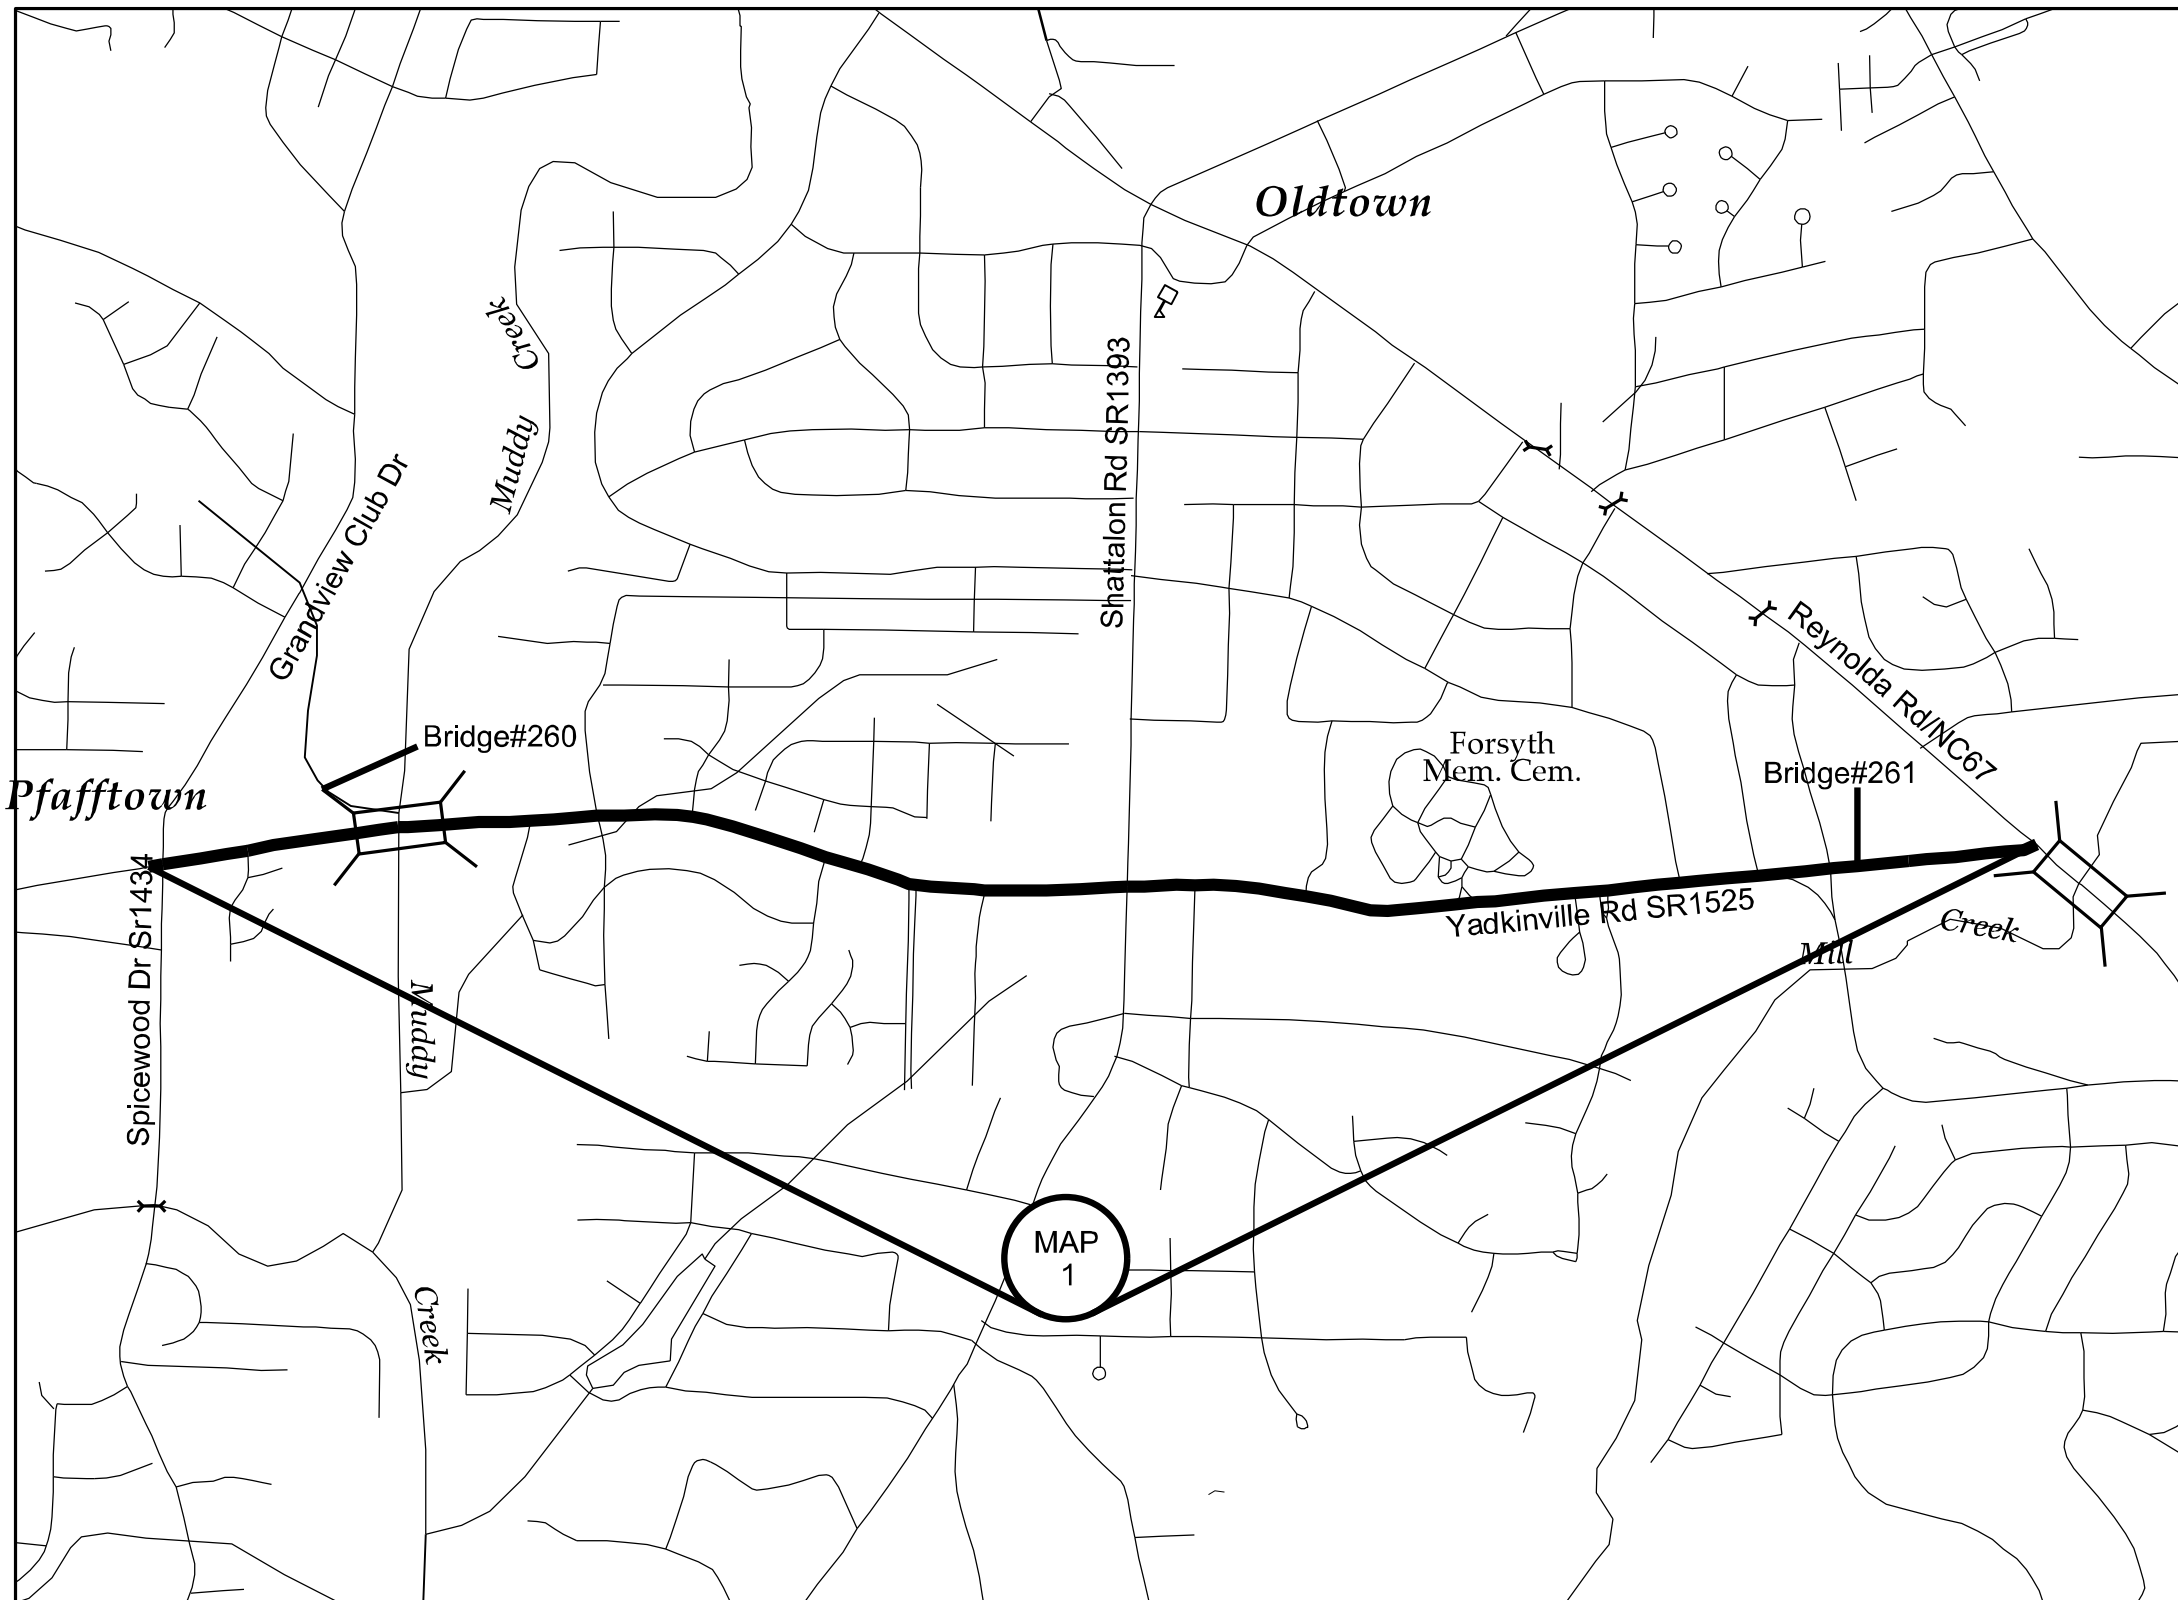 Oldtown
Creek
Muddy
Shattalon Rd SR1393
Grandview Club Dr
Reynolda Rd/NC67
Bridge#260
Forsyth
Mem. Cem.
Bridge#261
Pfafftown
Yadkinville Rd SR1525
Creek
Mill
Spicewood Dr Sr1434
Muddy
MAP
1
Creek